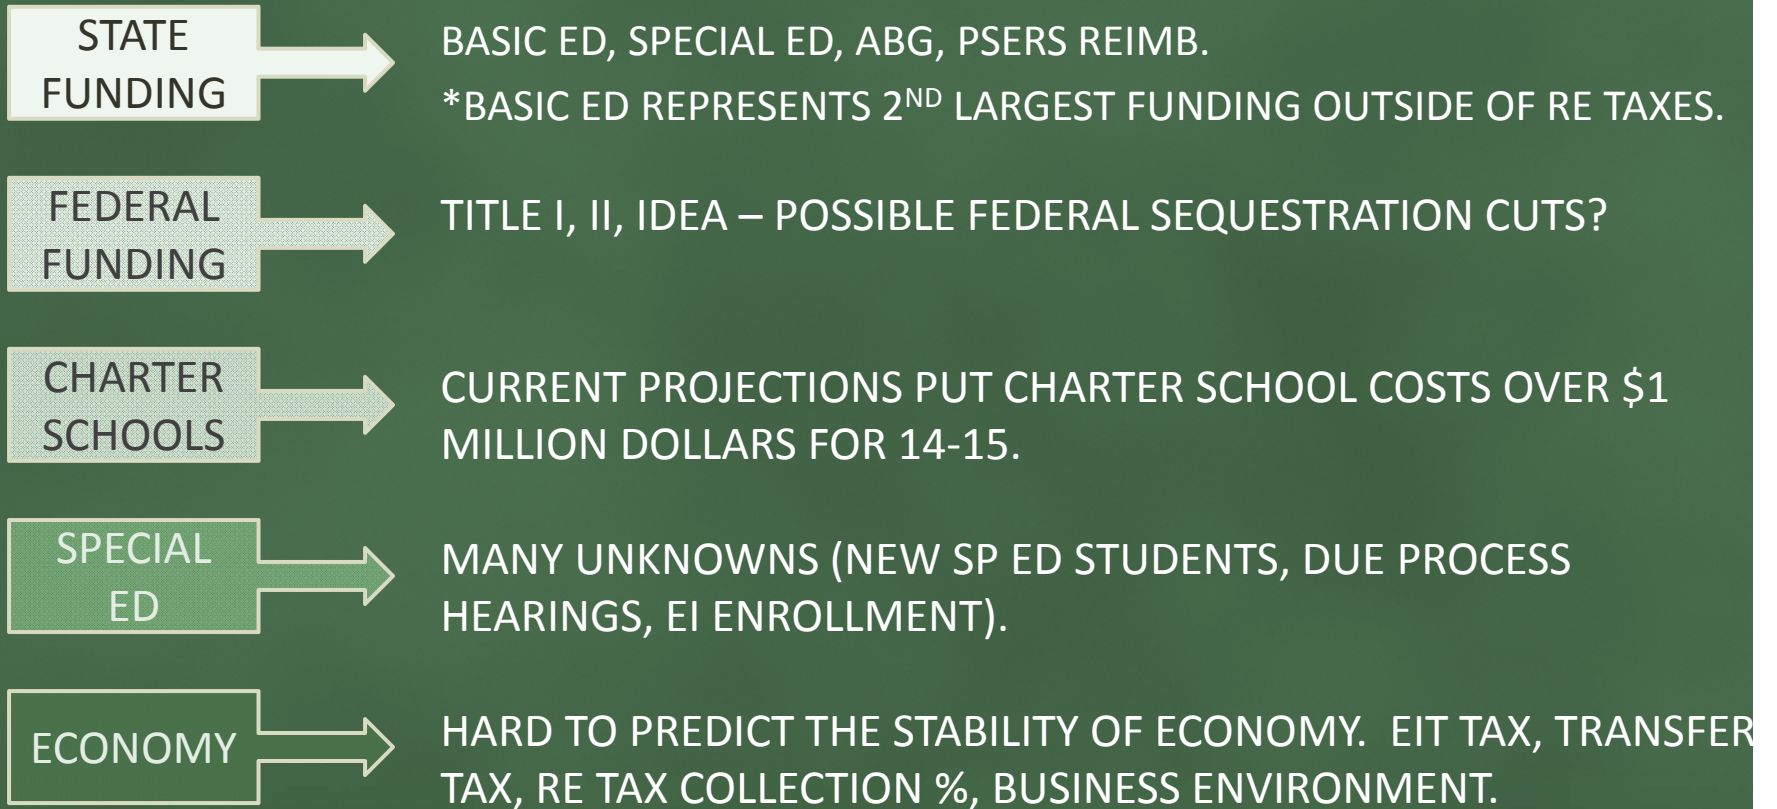 STATE
FUNDING
BASIC ED, SPECIAL ED, ABG, PSERS REIMB.
*BASIC ED REPRESENTS 2ND LARGEST FUNDING OUTSIDE OF RE TAXES.
FEDERAL
FUNDING
TITLE I, II, IDEA – POSSIBLE FEDERAL SEQUESTRATION CUTS?
CHARTER
SCHOOLS
CURRENT PROJECTIONS PUT CHARTER SCHOOL COSTS OVER $1
MILLION DOLLARS FOR 14-15.
SPECIAL
ED
MANY UNKNOWNS (NEW SP ED STUDENTS, DUE PROCESS
HEARINGS, EI ENROLLMENT).
ECONOMY
HARD TO PREDICT THE STABILITY OF ECONOMY.  EIT TAX, TRANSFER
TAX, RE TAX COLLECTION %, BUSINESS ENVIRONMENT.